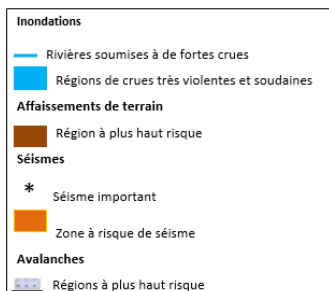 Inondations
Rivières soumises à de fortes crues
Régions de crues très violentes et soudaines
Affaissements de terrain
Région à plus haut risque
Séismes
* Séisme important
Zone à risque de séisme
Avalanches
Régions à plus haut risque